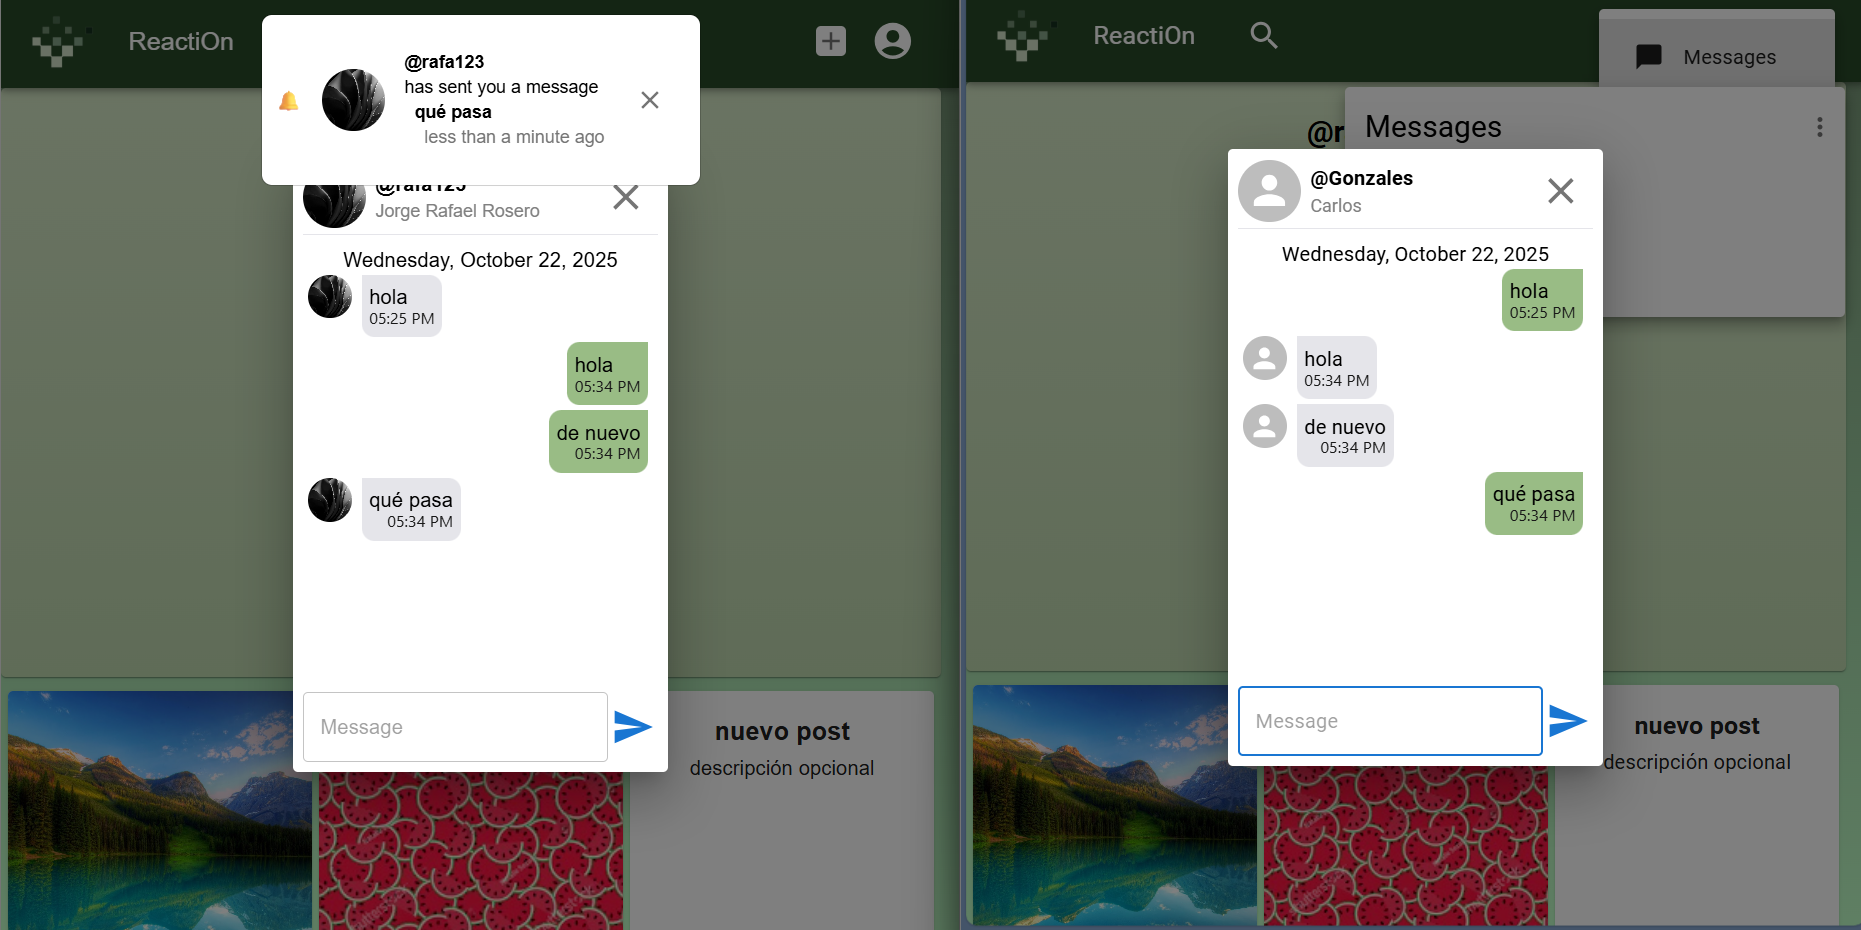 ReactiOn
@rafa123
has sent you a message
qué pasa
less than a minute ago
@rafa123
Jorge Rafael Rosero
Wednesday, October 22, 2025
hola
05:25 PM
hola
05:34 PM
de nuevo
05:34 PM
qué pasa
05:34 PM
Message
nuevo post
descripción opcional
ReactiOn
Messages
@r
Messages
@Gonzales
Carlos
Wednesday, October 22, 2025
hola
05:25 PM
hola
05:34 PM
de nuevo
05:34 PM
qué pasa
05:34 PM
Message
nuevo post
descripción opcional